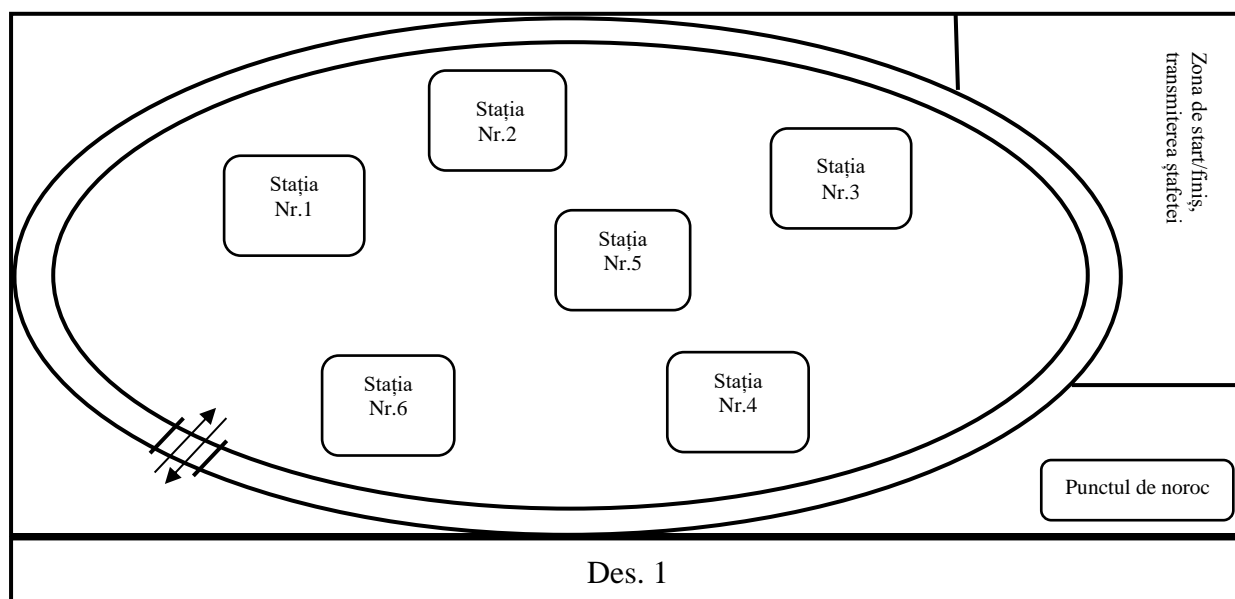 Stația
Nr.1
Stația
Nr.2
Stația
Nr.3
Stația
Nr.5
Stația
Nr.6
Stația
Nr.4
Zona de start/finiș,
transmiterea ștafetei
Punctul de noroc
Des. 1